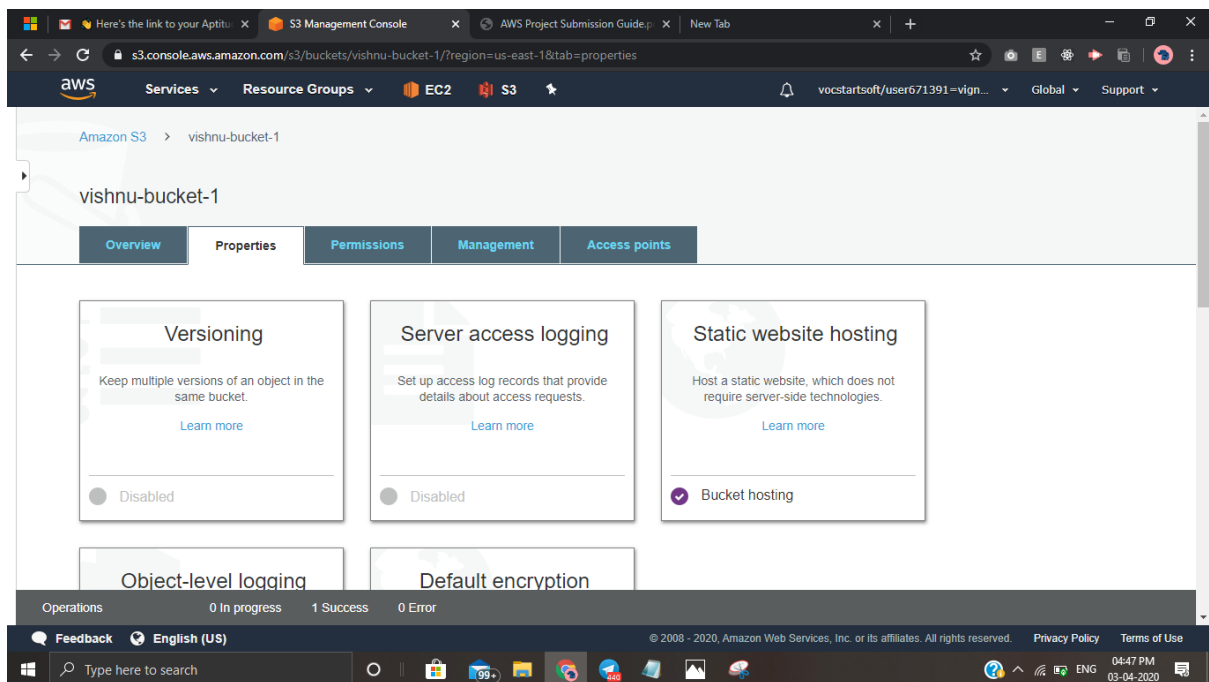 👋 Here's the link to your Aptitu
S3 Management Console
AWS Project Submission Guide.p
New Tab
s3.console.aws.amazon.com/s3/buckets/vishnu-bucket-1/?region=us-east-1&tab=properties
E
aws
Services
Resource Groups
EC2
S3
vocstartsoft/user671391=vign...
Global
Support
Amazon S3 > vishnu-bucket-1
vishnu-bucket-1
Overview
Properties
Permissions
Management
Access points
Versioning
Keep multiple versions of an object in the
same bucket.
Learn more
Disabled
Server access logging
Set up access log records that provide
details about access requests.
Learn more
Disabled
Static website hosting
Host a static website, which does not
require server-side technologies.
Learn more
Bucket hosting
Object-level logging
Default encryption
Operations
0 In progress
1 Success
0 Error
Feedback
English (US)
© 2008 - 2020, Amazon Web Services, Inc. or its affiliates. All rights reserved.
Privacy Policy
Terms of Use
Type here to search
99+
440
ENG
04:47 PM
03-04-2020